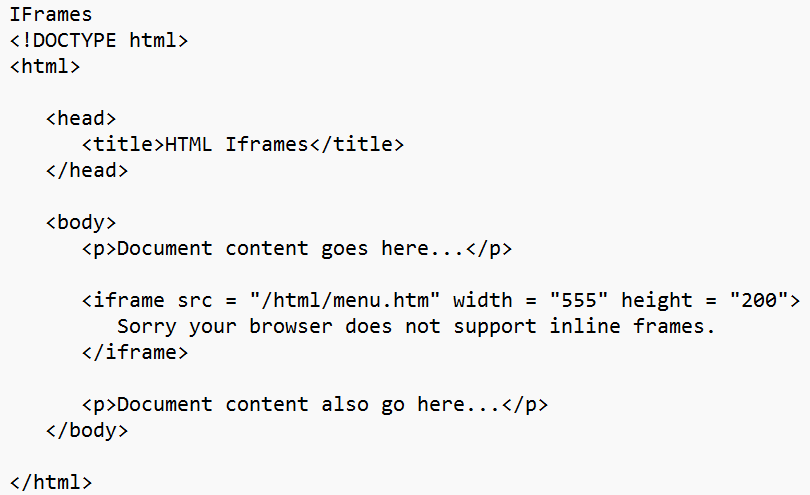 IFrames
<!DOCTYPE html>
<html>
<head>
<title>HTML Iframes</title>
</head>
<body>
<p>Document content goes here...</p>
<iframe src = "/html/menu.htm" width = "555" height = "200">
Sorry your browser does not support inline frames.
</iframe>
<p>Document content also go here...</p>
</body>
</html>